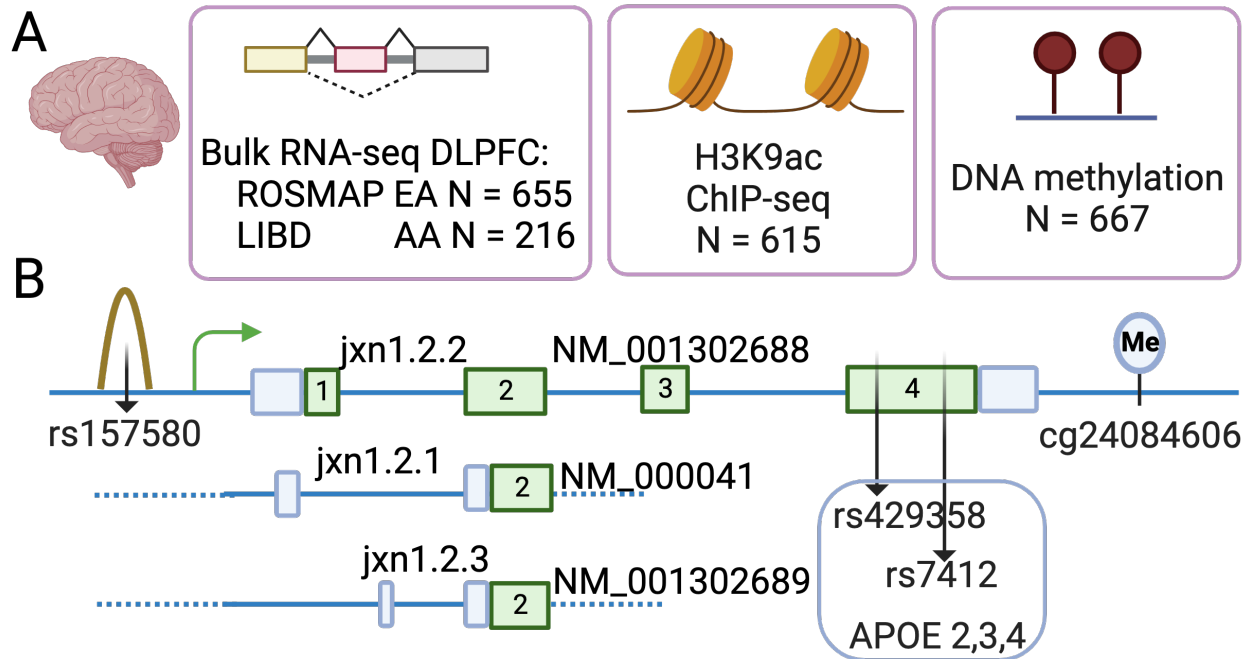 A
Bulk RNA-seq DLPFC:
ROSMAP EA N = 655
LIBD AA N = 216
H3K9ac
ChIP-seq
N = 615
DNA methylation
N = 667
B
jxn1.2.2 NM_001302688
Me
1 2 3 4
rs157580
cg24084606
jxn1.2.1 NM_000041
2
rs429358
jxn1.2.3 NM_001302689
rs7412
2
APOE 2,3,4